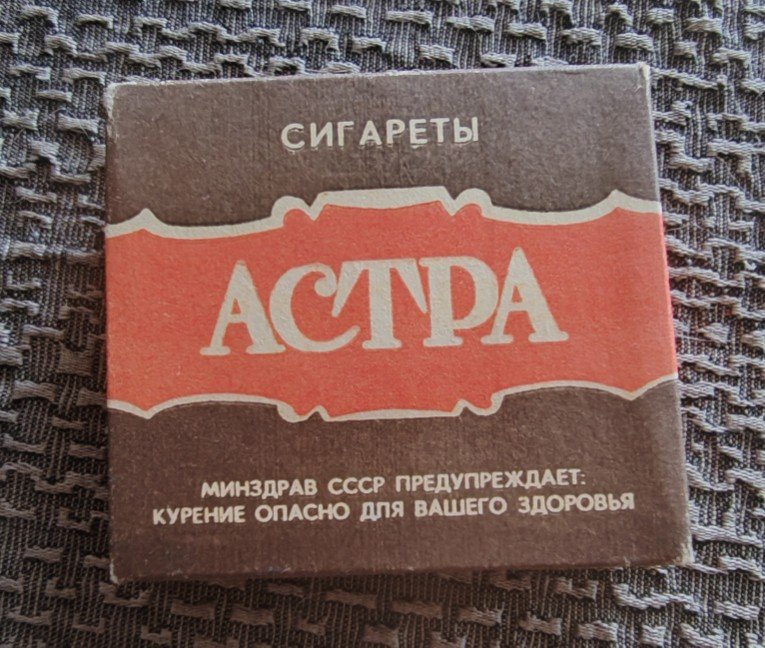 СИГАРЕТЫ
АСТРА
МИНЗДРАВ СССР ПРЕДУПРЕЖДАЕТ:
КУРЕНИЕ ОПАСНО ДЛЯ ВАШЕГО ЗДОРОВЬЯ